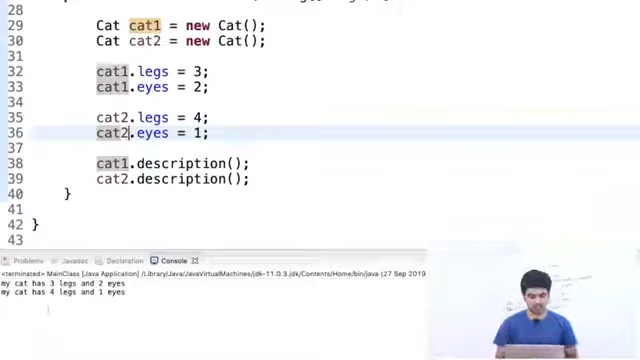 28
29 Cat cat1 = new Cat();
30 Cat cat2 = new Cat();
31
32 cat1.legs = 3;
33 cat1.eyes = 2;
34
35 cat2.legs = 4;
36 cat2.eyes = 1;
37
38 cat1.description();
39 cat2.description();
40 }
41
42 }
43
Problems Javadoc Declaration Console
<terminated> MainClass [Java Application] /Library/Java/JavaVirtualMachines/jdk-11.0.3.jdk/Contents/Home/bin/java (27 Sep 2019
my cat has 3 legs and 2 eyes
my cat has 4 legs and 1 eyes